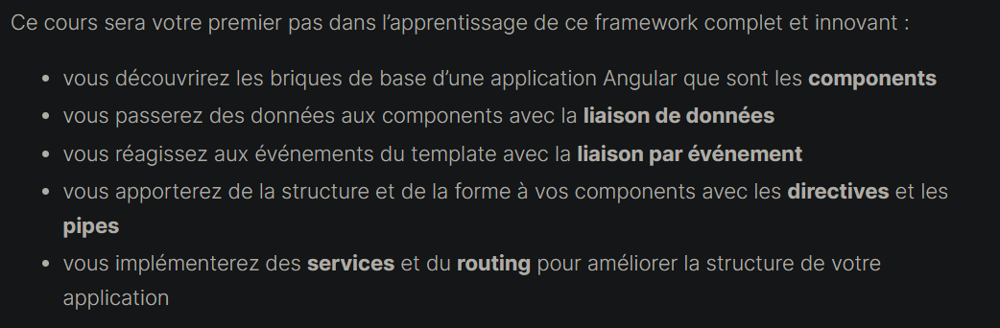 Ce cours sera votre premier pas dans l’apprentissage de ce framework complet et innovant :
• vous découvrirez les briques de base d’une application Angular que sont les components
• vous passerez des données aux components avec la liaison de données
• vous réagissez aux événements du template avec la liaison par événement
• vous apporterez de la structure et de la forme à vos components avec les directives et les
pipes
• vous implémenterez des services et du routing pour améliorer la structure de votre
application